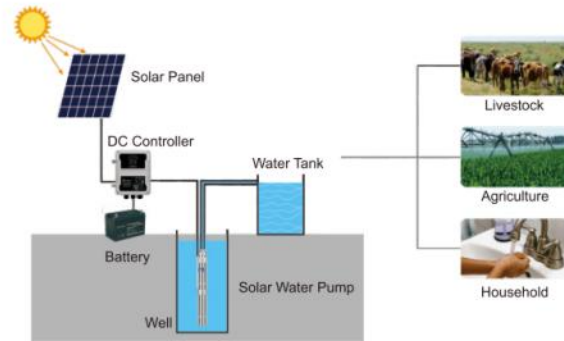 Solar Panel
DC Controller
Water Tank
Battery
Solar Water Pump
Well
Livestock
Agriculture
Household